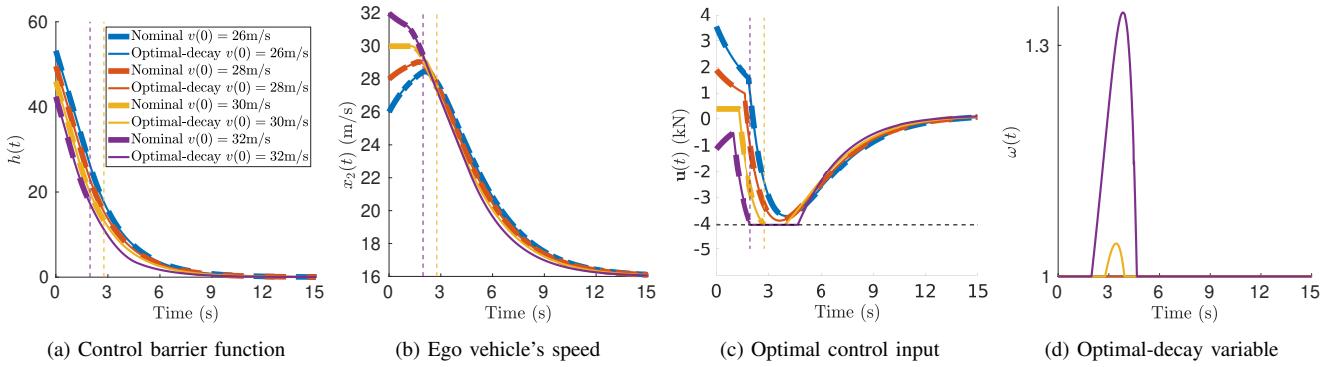 60
40
20
0
h(t)
Nominal v(0) = 26m/s
Optimal-decay v(0) = 26m/s
Nominal v(0) = 28m/s
Optimal-decay v(0) = 28m/s
Nominal v(0) = 30m/s
Optimal-decay v(0) = 30m/s
Nominal v(0) = 32m/s
Optimal-decay v(0) = 32m/s
0 3 6 9 12 15
Time (s)
(a) Control barrier function
32
30
28
26
24
22
20
18
16
x₂(t) (m/s)
0 3 6 9 12 15
Time (s)
(b) Ego vehicle's speed
4
3
2
1
0
-1
-2
-3
-4
-5
u(t) (kN)
0 3 6 9 12 15
Time (s)
(c) Optimal control input
1.3
1
ω(t)
0 3 6 9 12 15
Time (s)
(d) Optimal-decay variable